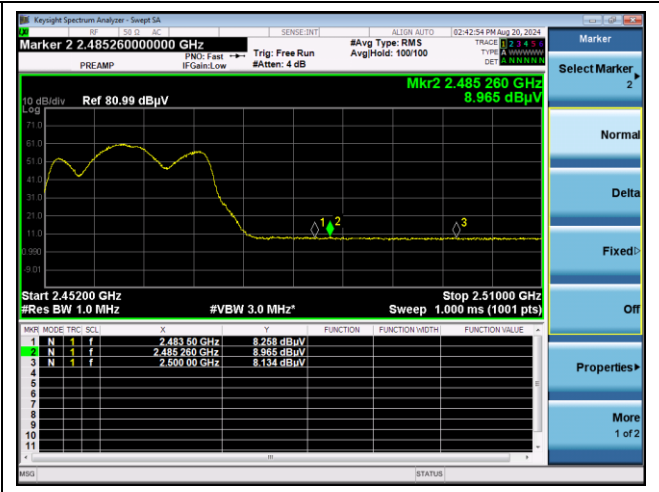 Keysight Spectrum Analyzer - Swept SA
RF 50 Ω AC SENSE:INT ALIGN AUTO 02:42:54 PM Aug 20, 2024
Marker 2 2.485260000000 GHz
PREAMP
PNO: Fast
IFGain:Low
Trig: Free Run
#Atten: 4 dB
#Avg Type: RMS
Avg|Hold: 100/100
TRACE 1 2 3 4 5 6
TYPE A WWWWW
DET A N N N N N
Mkr2 2.485 260 GHz
8.965 dBµV
10 dB/div Ref 80.99 dBµV
Log
71.0
61.0
51.0
41.0
31.0
21.0
11.0
0.990
-9.01
1
2
3
Start 2.45200 GHz Stop 2.51000 GHz
#Res BW 1.0 MHz #VBW 3.0 MHz* Sweep 1.000 ms (1001 pts)
MKR MODE TRC SCL X Y FUNCTION FUNCTION WIDTH FUNCTION VALUE
1 N 1 f 2.483 50 GHz 8.258 dBµV
2 N 1 f 2.485 260 GHz 8.965 dBµV
3 N 1 f 2.500 00 GHz 8.134 dBµV
4
5
6
7
8
9
10
11
MSG STATUS
Marker
Select Marker
2
Normal
Delta
Fixed
Off
Properties
More
1 of 2